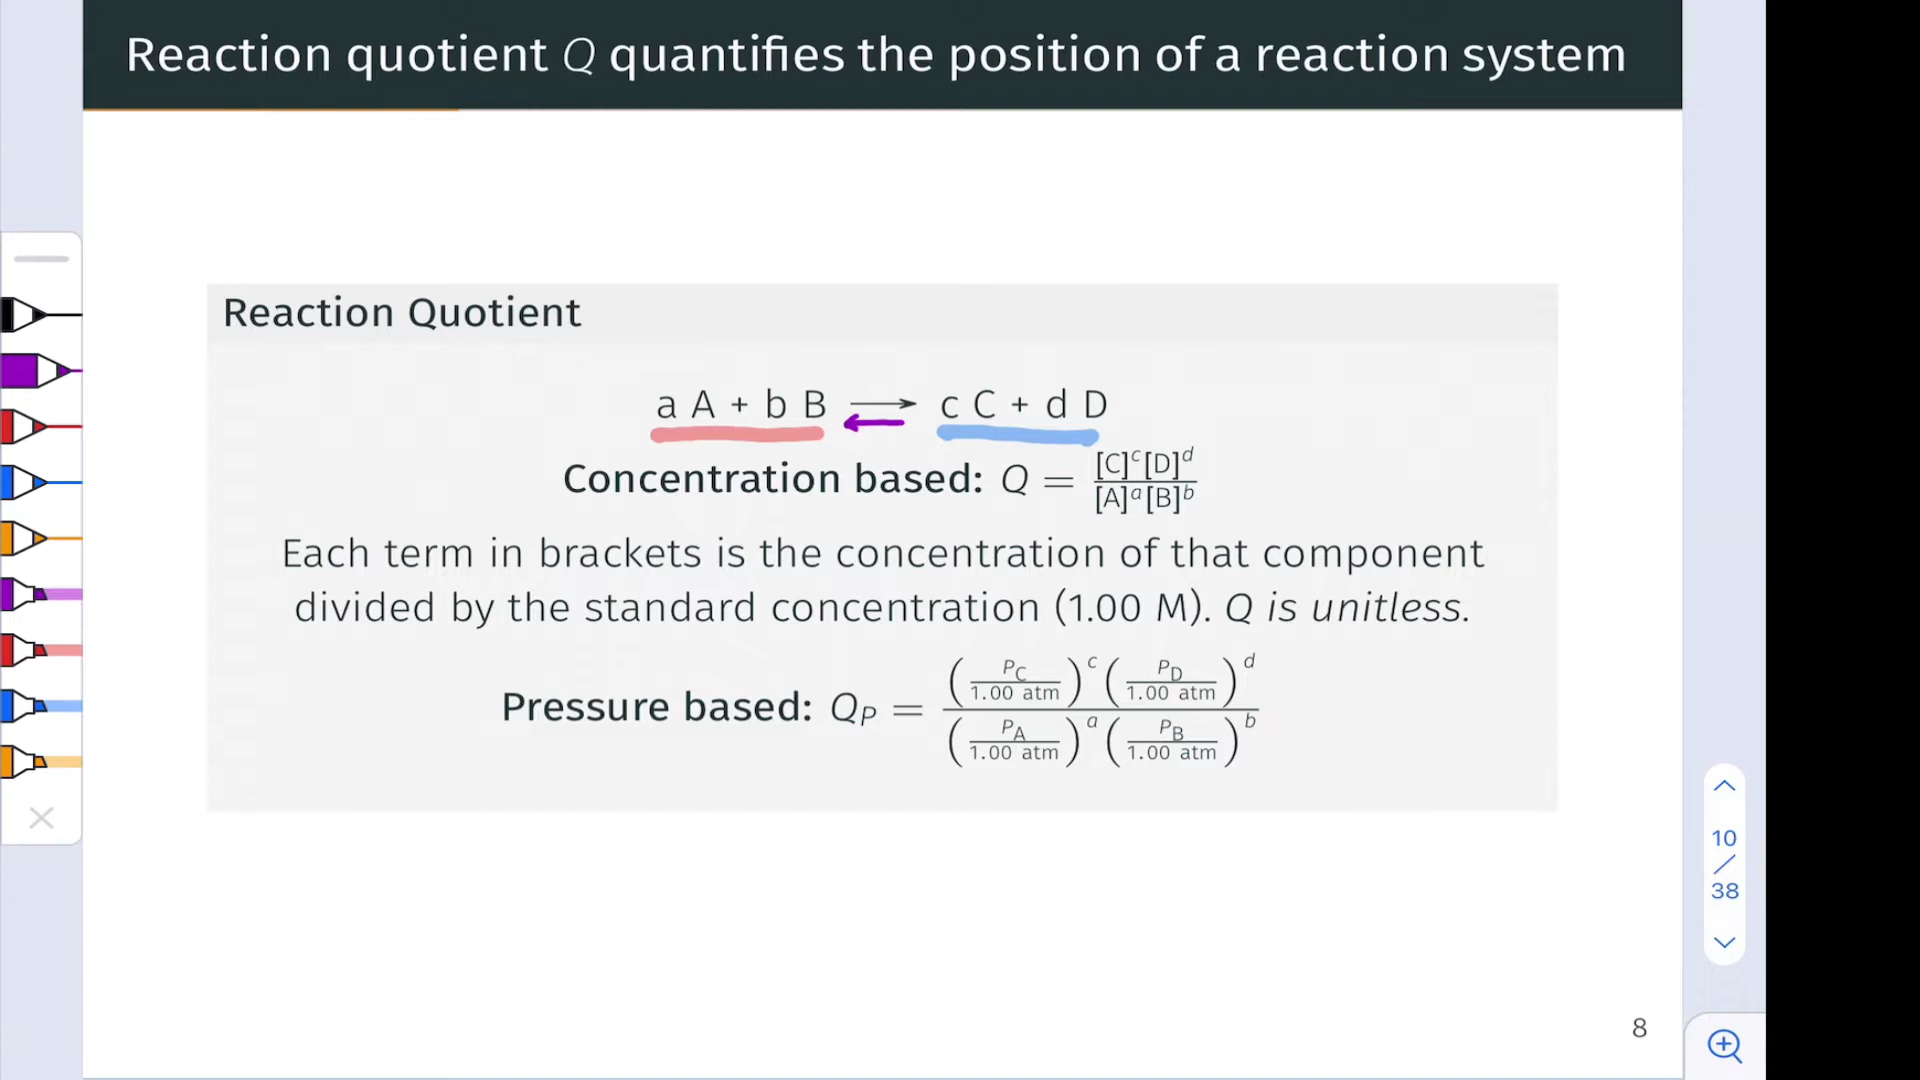 Reaction quotient Q quantifies the position of a reaction system
Reaction Quotient
a A + b B ⟶ c C + d D
Concentration based: Q = [C]^c[D]^d / [A]^a[B]^b
Each term in brackets is the concentration of that component
divided by the standard concentration (1.00 M). Q is unitless.
Pressure based: Q_P = (P_C / 1.00 atm)^c (P_D / 1.00 atm)^d / (P_A / 1.00 atm)^a (P_B / 1.00 atm)^b
10
/
38
8